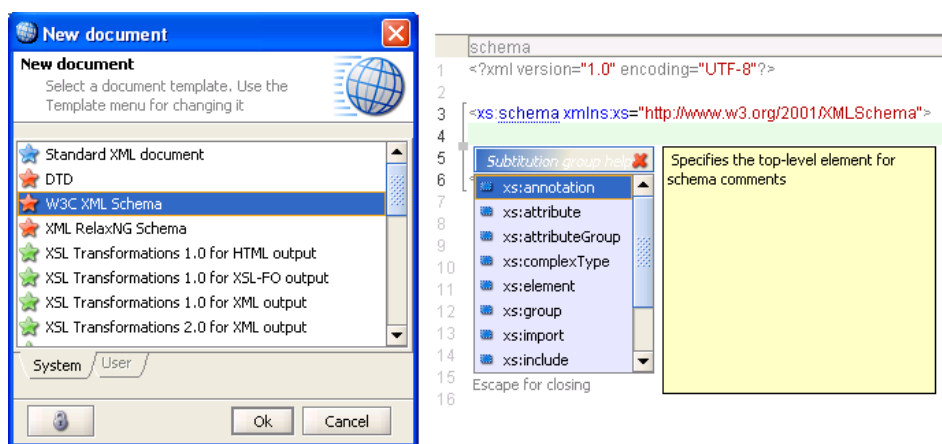 New document
New document
Select a document template. Use the
Template menu for changing it
Standard XML document
DTD
W3C XML Schema
XML RelaxNG Schema
XSL Transformations 1.0 for HTML output
XSL Transformations 1.0 for XSL-FO output
XSL Transformations 1.0 for XML output
XSL Transformations 2.0 for XML output
System / User
Ok Cancel
schema
1 <?xml version="1.0" encoding="UTF-8"?>
2
3 <xs:schema xmlns:xs="http://www.w3.org/2001/XMLSchema">
4
5
6
7
8
9
10
11
12
13
14
15
16
Subtitution group help
xs:annotation
xs:attribute
xs:attributeGroup
xs:complexType
xs:element
xs:group
xs:import
xs:include
Escape for closing
Specifies the top-level element for
schema comments